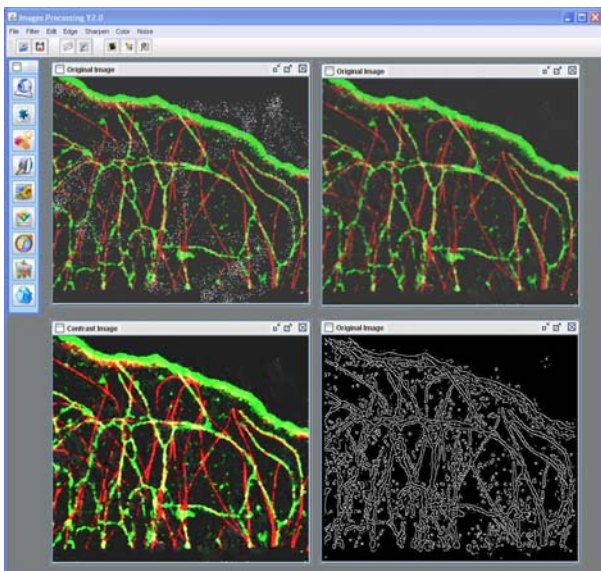 Images Processing V2.0
File Filter Edit Edge Sharpen Color Noise
Original Image
Original Image
Contrast Image
Original Image